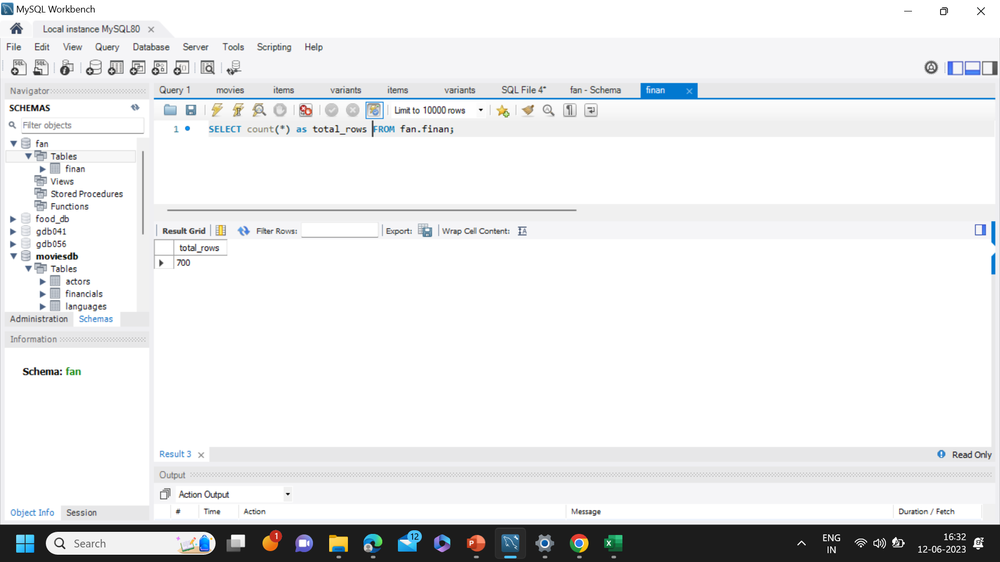 MySQL Workbench
Local instance MySQL80
File Edit View Query Database Server Tools Scripting Help
Navigator
SCHEMAS
Filter objects
fan
Tables
finan
Views
Stored Procedures
Functions
food_db
gdb041
gdb056
moviesdb
Tables
actors
financials
languages
Administration Schemas
Information
Schema: fan
Object Info Session
Query 1 movies items variants items variants SQL File 4* fan - Schema finan
Limit to 10000 rows
1 SELECT count(*) as total_rows FROM fan.finan;
Result Grid Filter Rows: Export: Wrap Cell Content:
total_rows
700
Result 3 Read Only
Output
Action Output
# Time Action Message Duration / Fetch
Search
1
12
ENG
IN
16:32
12-06-2023